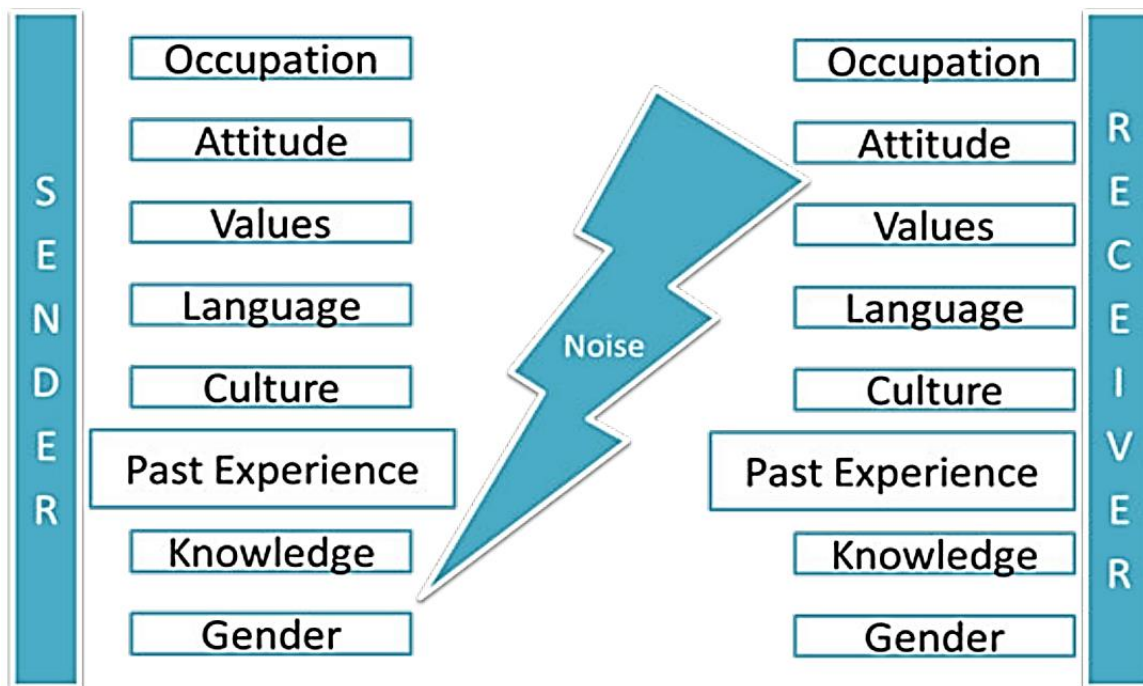 SENDER
Occupation
Attitude
Values
Language
Culture
Past Experience
Knowledge
Gender
Noise
Occupation
Attitude
Values
Language
Culture
Past Experience
Knowledge
Gender
RECEIVER